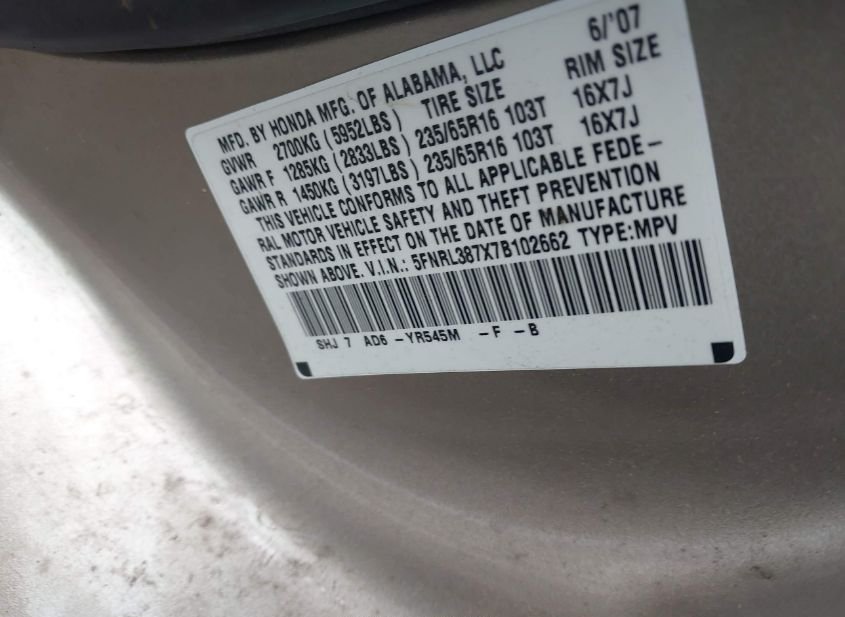 6/'07
MFD. BY HONDA MFG. OF ALABAMA, LLC
GVWR 2700KG (5952LBS) TIRE SIZE RIM SIZE
GAWR F 1285KG (2833LBS) 235/65R16 103T 16X7J
GAWR R 1450KG (3197LBS) 235/65R16 103T 16X7J
THIS VEHICLE CONFORMS TO ALL APPLICABLE FEDE-
RAL MOTOR VEHICLE SAFETY AND THEFT PREVENTION
STANDARDS IN EFFECT ON THE DATE OF MANUFACTURE
SHOWN ABOVE. V.I.N.: 5FNRL387X7B102662 TYPE:MPV
SHJ 7 AD6 -YR545M -F -B